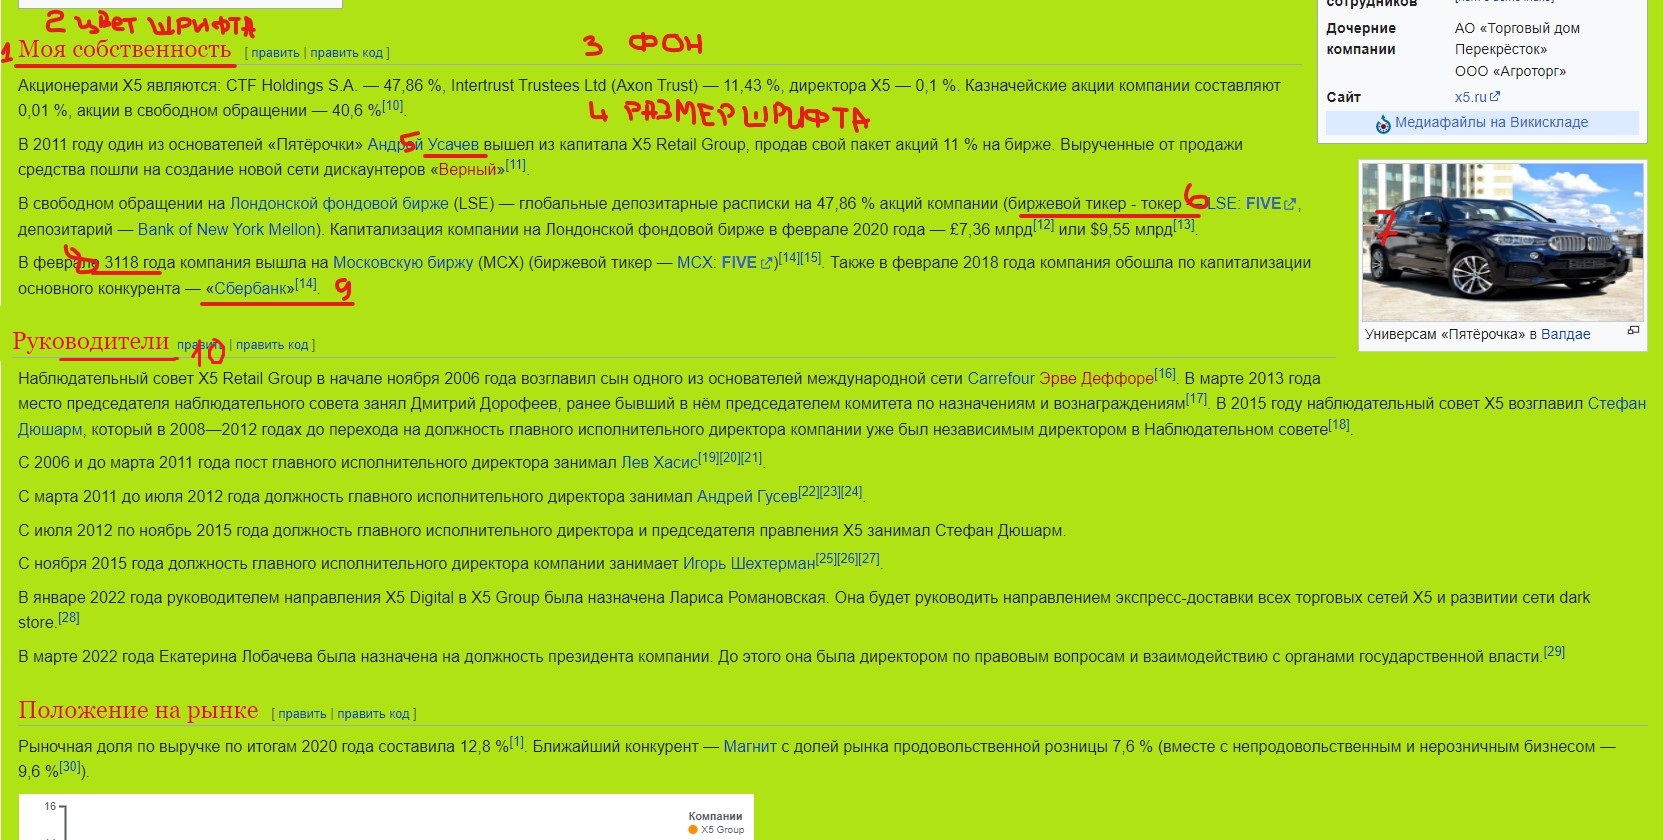 2 цвет шрифта
1 Моя собственность [ править | править код ]
3 ФОН
Акционерами X5 являются: CTF Holdings S.A. — 47,86 %, Intertrust Trustees Ltd (Axon Trust) — 11,43 %, директора X5 — 0,1 %. Казначейские акции компании составляют
0,01 %, акции в свободном обращении — 40,6 %[10].
4 РАЗМЕР ШРИФТА
5
В 2011 году один из основателей «Пятёрочки» Андрей Усачев вышел из капитала X5 Retail Group, продав свой пакет акций 11 % на бирже. Вырученные от продажи
средства пошли на создание новой сети дискаунтеров «Верный»[11].
6
В свободном обращении на Лондонской фондовой бирже (LSE) — глобальные депозитарные расписки на 47,86 % акций компании (биржевой тикер - токер — LSE: FIVE,
депозитарий — Bank of New York Mellon). Капитализация компании на Лондонской фондовой бирже в феврале 2020 года — £7,36 млрд[12] или $9,55 млрд[13].
8
В феврале 3118 года компания вышла на Московскую биржу (MCX) (биржевой тикер — MCX: FIVE)[14][15]. Также в феврале 2018 года компания обошла по капитализации
основного конкурента — «Сбербанк»[14]. 9
Руководители править | править код ]
10
Наблюдательный совет X5 Retail Group в начале ноября 2006 года возглавил сын одного из основателей международной сети Carrefour Эрве Деффоре[16]. В марте 2013 года
место председателя наблюдательного совета занял Дмитрий Дорофеев, ранее бывший в нём председателем комитета по назначениям и вознаграждениям[17]. В 2015 году наблюдательный совет X5 возглавил Стефан
Дюшарм, который в 2008—2012 годах до перехода на должность главного исполнительного директора компании уже был независимым директором в Наблюдательном совете[18].
С 2006 и до марта 2011 года пост главного исполнительного директора занимал Лев Хасис[19][20][21].
С марта 2011 до июля 2012 года должность главного исполнительного директора занимал Андрей Гусев[22][23][24].
С июля 2012 по ноябрь 2015 года должность главного исполнительного директора и председателя правления X5 занимал Стефан Дюшарм.
С ноября 2015 года должность главного исполнительного директора компании занимает Игорь Шехтерман[25][26][27].
В январе 2022 года руководителем направления X5 Digital в X5 Group была назначена Лариса Романовская. Она будет руководить направлением экспресс-доставки всех торговых сетей X5 и развитии сети dark
store.[28]
В марте 2022 года Екатерина Лобачева была назначена на должность президента компании. До этого она была директором по правовым вопросам и взаимодействию с органами государственной власти.[29]
Положение на рынке [ править | править код ]
Рыночная доля по выручке по итогам 2020 года составила 12,8 %[1]. Ближайший конкурент — Магнит с долей рынка продовольственной розницы 7,6 % (вместе с непродовольственным и нерозничным бизнесом —
9,6 %[30]).
16
Компании
X5 Group
сотрудников
Дочерние АО «Торговый дом
компании Перекрёсток»
ООО «Агроторг»
Сайт x5.ru
Медиафайлы на Викискладе
7
Универсам «Пятёрочка» в Валдае